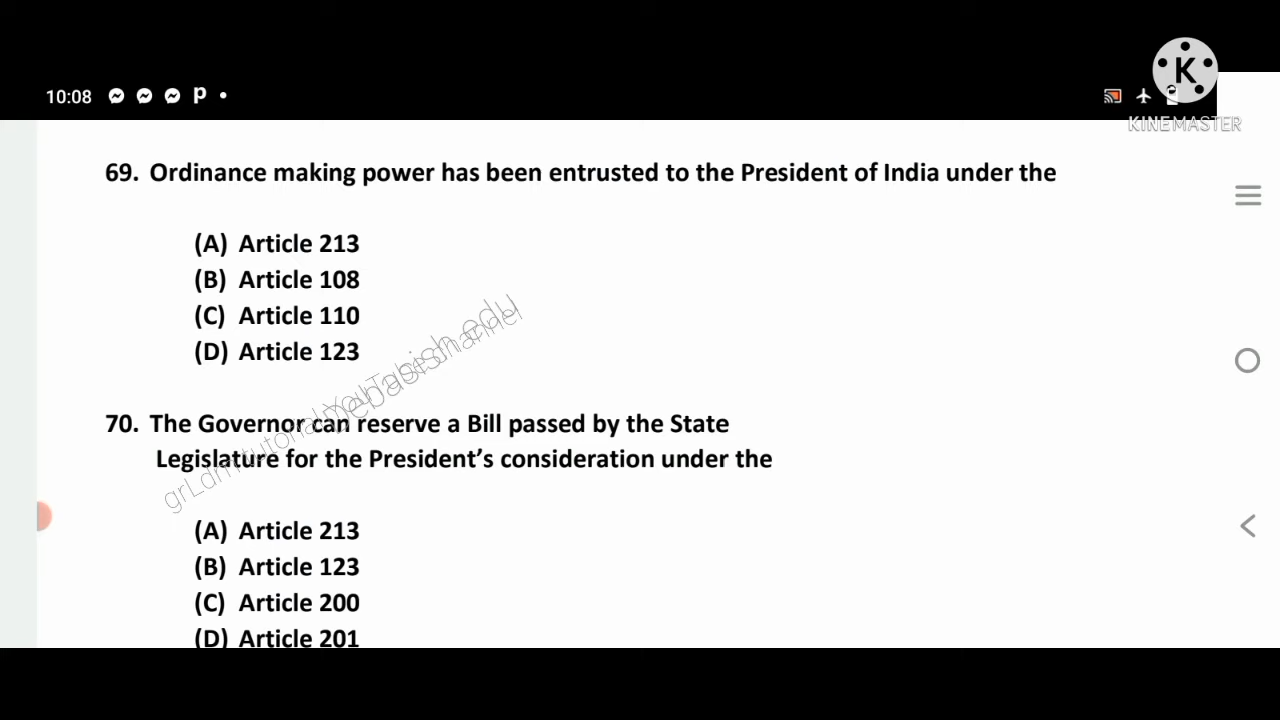 10:08
KINEMASTER
69. Ordinance making power has been entrusted to the President of India under the
(A) Article 213
(B) Article 108
(C) Article 110
(D) Article 123
70. The Governor can reserve a Bill passed by the State
Legislature for the President's consideration under the
(A) Article 213
(B) Article 123
(C) Article 200
(D) Article 201